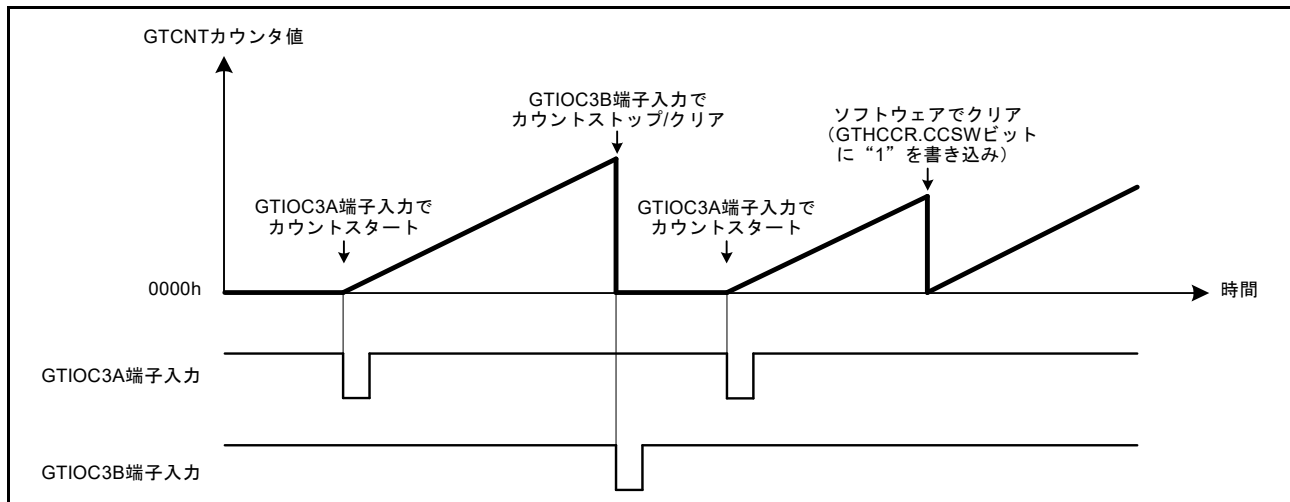 GTCNTカウンタ値
GTIOC3B端子入力で
カウントストップ/クリア
ソフトウェアでクリア
（GTHCCR.CCSWビット
に“1”を書き込み）
GTIOC3A端子入力で
カウントスタート
GTIOC3A端子入力で
カウントスタート
0000h
時間
GTIOC3A端子入力
GTIOC3B端子入力